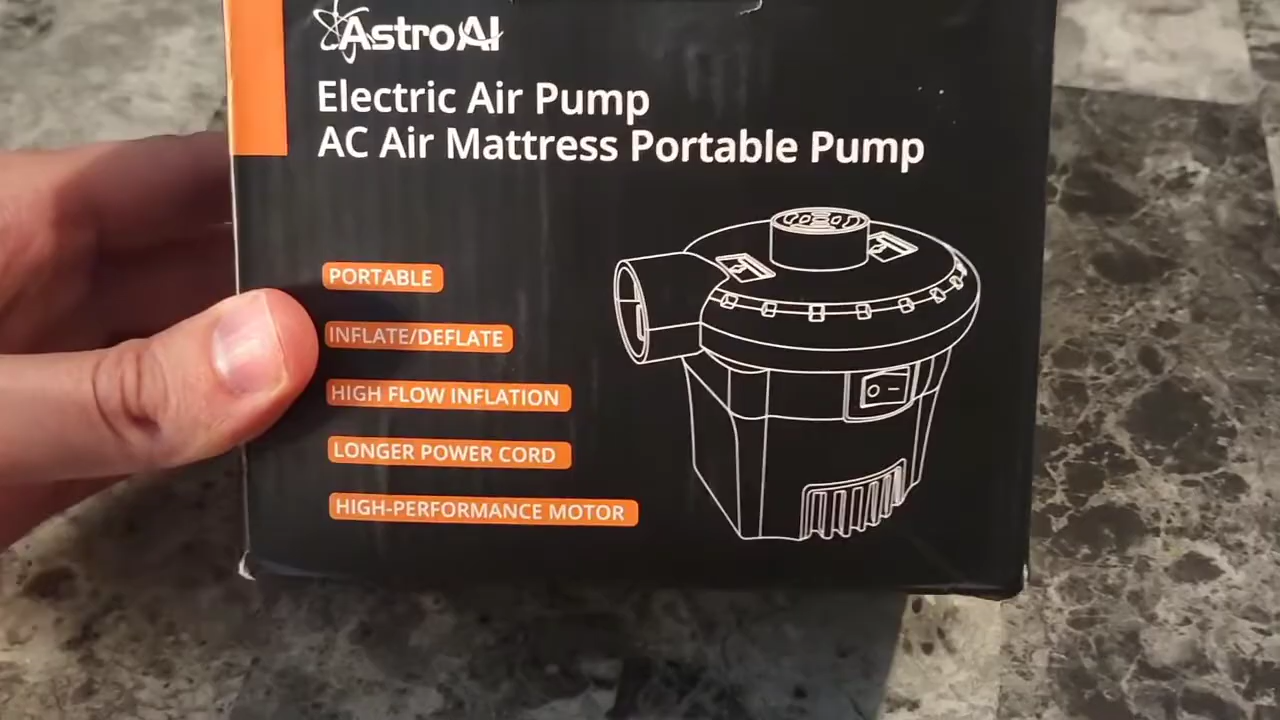 AstroAI
Electric Air Pump
AC Air Mattress Portable Pump
PORTABLE
INFLATE/DEFLATE
HIGH FLOW INFLATION
LONGER POWER CORD
HIGH-PERFORMANCE MOTOR